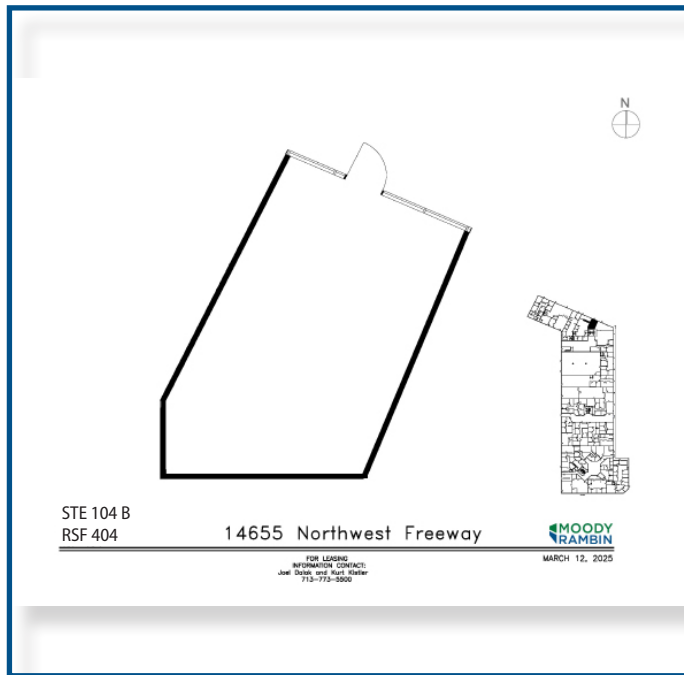 N
STE 104 B
RSF 404
14655 Northwest Freeway
MOODY
RAMBIN
FOR LEASING
INFORMATION CONTACT:
Joel Dolak and Kurt Kistler
713-773-5500
MARCH 12, 2025